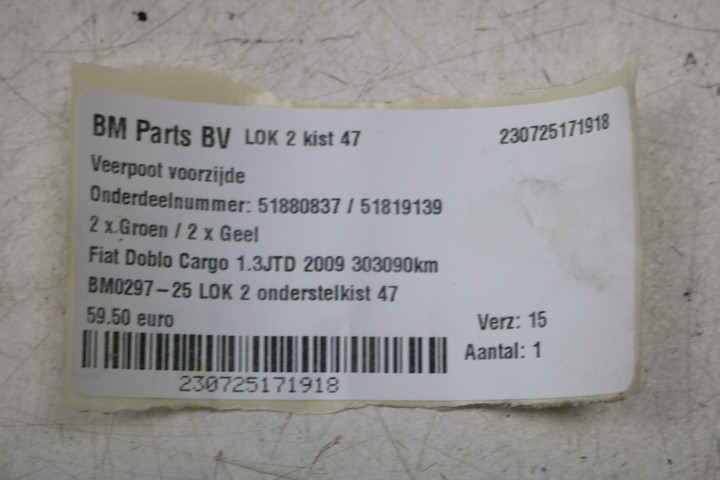 BM Parts BV LOK 2 kist 47 230725171918
Veerpoot voorzijde
Onderdeelnummer: 51880837 / 51819139
2 x.Groen / 2 x Geel
Fiat Doblo Cargo 1.3JTD 2009 303090km
BM0297-25 LOK 2 onderstelkist 47
59.50 euro Verz: 15
Aantal: 1
230725171918